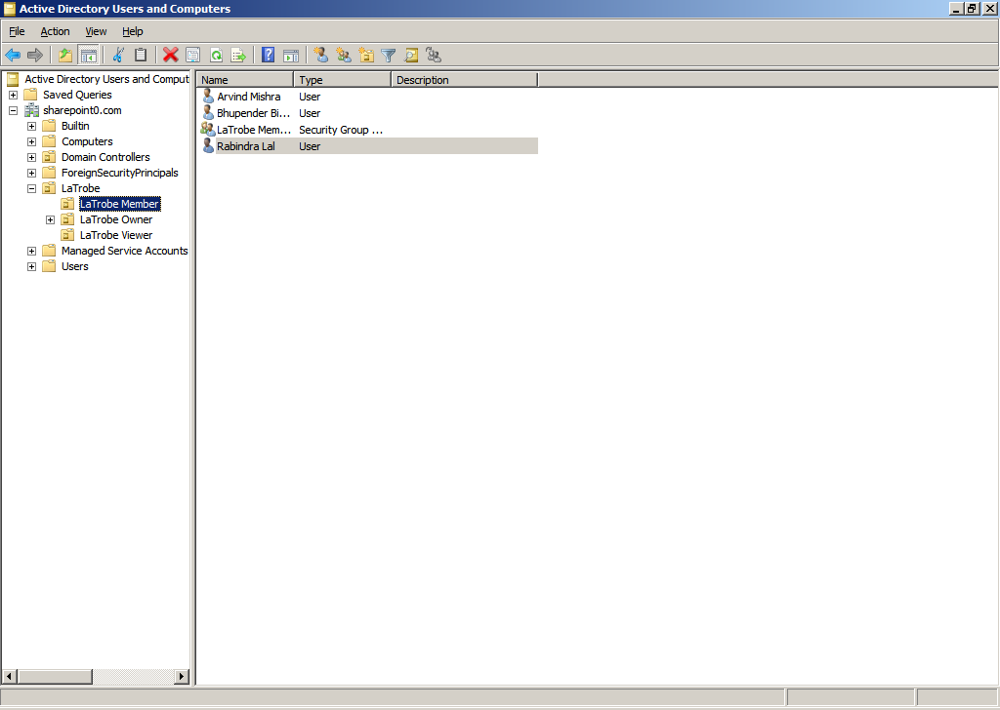 Active Directory Users and Computers
File Action View Help
Active Directory Users and Comput
Saved Queries
sharepoint0.com
Builtin
Computers
Domain Controllers
ForeignSecurityPrincipals
LaTrobe
LaTrobe Member
LaTrobe Owner
LaTrobe Viewer
Managed Service Accounts
Users
Name Type Description
Arvind Mishra User
Bhupender Bi... User
LaTrobe Mem... Security Group ...
Rabindra Lal User